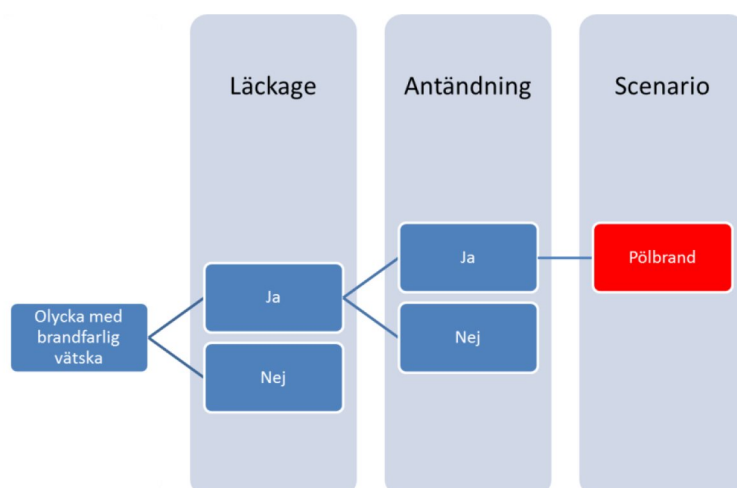 Läckage
Antändning
Scenario
Olycka med
brandfarlig
vätska
Ja
Nej
Ja
Nej
Pölbrand